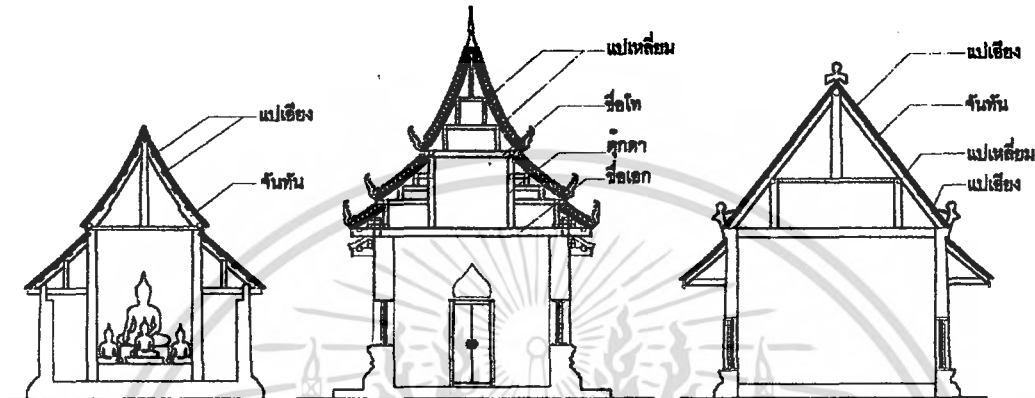 แปเอียง
จันทัน
แปเหลี่ยม
ขื่อโท
ตุ๊กตา
ขื่อเอก
แปเอียง
จันทัน
แปเหลี่ยม
แปเอียง